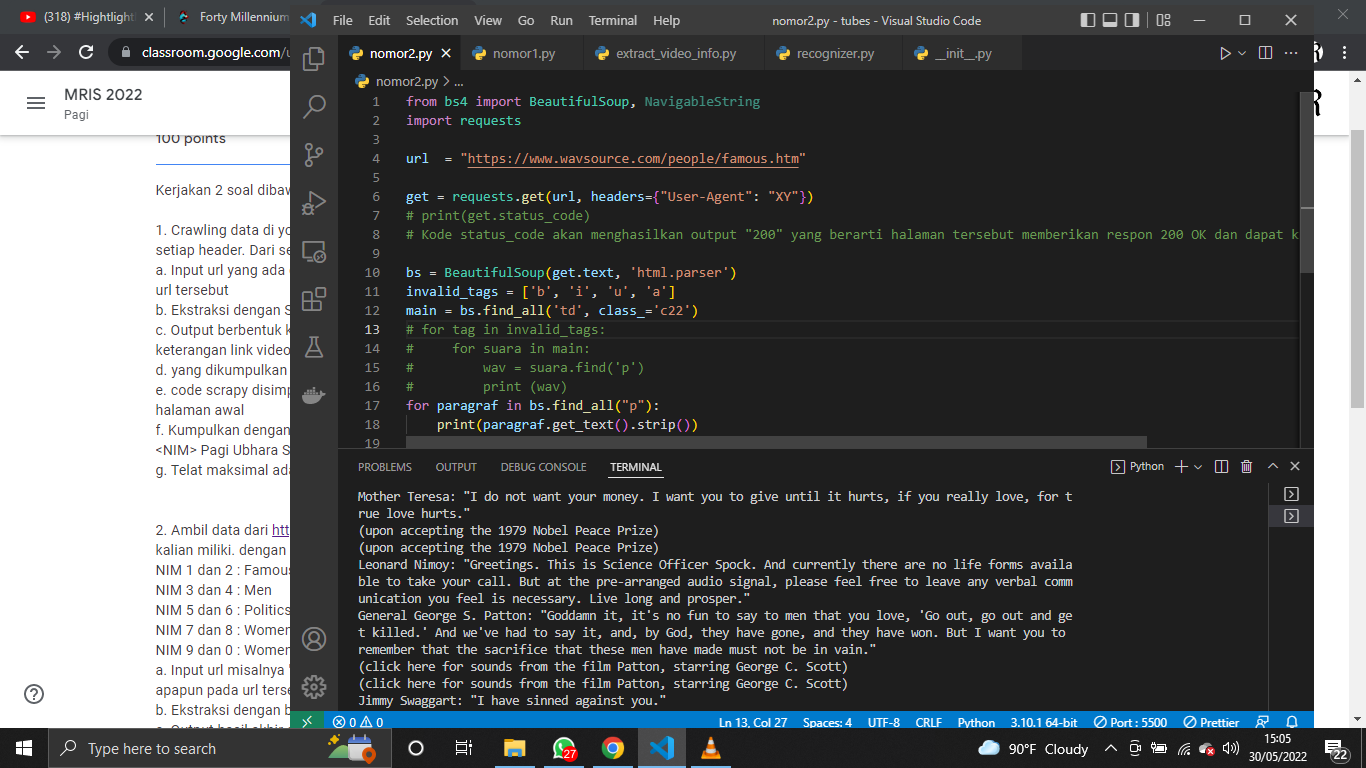 (318) #Hightlight
Forty Millennium
classroom.google.com/u
MRIS 2022
Pagi
100 points
Kerjakan 2 soal dibaw
1. Crawling data di yo
setiap header. Dari se
a. Input url yang ada
url tersebut
b. Ekstraksi dengan S
c. Output berbentuk k
keterangan link video
d. yang dikumpulkan
e. code scrapy disimp
halaman awal
f. Kumpulkan dengan
<NIM> Pagi Ubhara S
g. Telat maksimal ada
2. Ambil data dari htt
kalian miliki. dengan
NIM 1 dan 2 : Famous
NIM 3 dan 4 : Men
NIM 5 dan 6 : Politics
NIM 7 dan 8 : Women
NIM 9 dan 0 : Women
a. Input url misalnya "
apapun pada url terse
b. Ekstraksi dengan b
File Edit Selection View Go Run Terminal Help nomor2.py - tubes - Visual Studio Code
nomor2.py nomor1.py extract_video_info.py recognizer.py __init__.py
nomor2.py > ...
1 from bs4 import BeautifulSoup, NavigableString
2 import requests
3
4 url  = "https://www.wavsource.com/people/famous.htm"
5
6 get = requests.get(url, headers={"User-Agent": "XY"})
7 # print(get.status_code)
8 # Kode status_code akan menghasilkan output "200" yang berarti halaman tersebut memberikan respon 200 OK dan dapat k
9
10 bs = BeautifulSoup(get.text, 'html.parser')
11 invalid_tags = ['b', 'i', 'u', 'a']
12 main = bs.find_all('td', class_='c22')
13 # for tag in invalid_tags:
14 #     for suara in main:
15 #         wav = suara.find('p')
16 #         print (wav)
17 for paragraf in bs.find_all("p"):
18     print(paragraf.get_text().strip())
19
PROBLEMS OUTPUT DEBUG CONSOLE TERMINAL Python
Mother Teresa: "I do not want your money. I want you to give until it hurts, if you really love, for t
rue love hurts."
(upon accepting the 1979 Nobel Peace Prize)
(upon accepting the 1979 Nobel Peace Prize)
Leonard Nimoy: "Greetings. This is Science Officer Spock. And currently there are no life forms availa
ble to take your call. But at the pre-arranged audio signal, please feel free to leave any verbal comm
unication you feel is necessary. Live long and prosper."
General George S. Patton: "Goddamn it, it's no fun to say to men that you love, 'Go out, go out and ge
t killed.' And we've had to say it, and, by God, they have gone, and they have won. But I want you to
remember that the sacrifice that these men have made must not be in vain."
(click here for sounds from the film Patton, starring George C. Scott)
(click here for sounds from the film Patton, starring George C. Scott)
Jimmy Swaggart: "I have sinned against you."
0 0 Ln 13, Col 27 Spaces: 4 UTF-8 CRLF Python 3.10.1 64-bit Port : 5500 Prettier
Type here to search
27
90°F Cloudy
15:05
30/05/2022
22